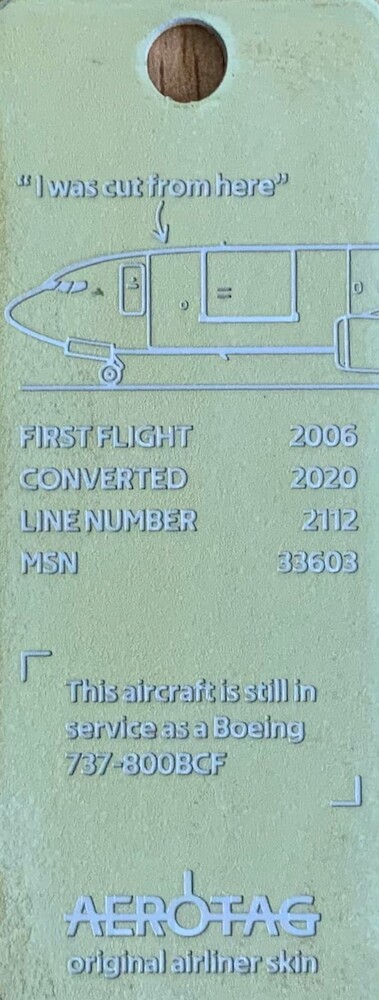 "I was cut from here"
FIRST FLIGHT 2006
CONVERTED 2020
LINE NUMBER 2112
MSN 33603
This aircraft is still in
service as a Boeing
737-800BCF
AEROTAG
original airliner skin